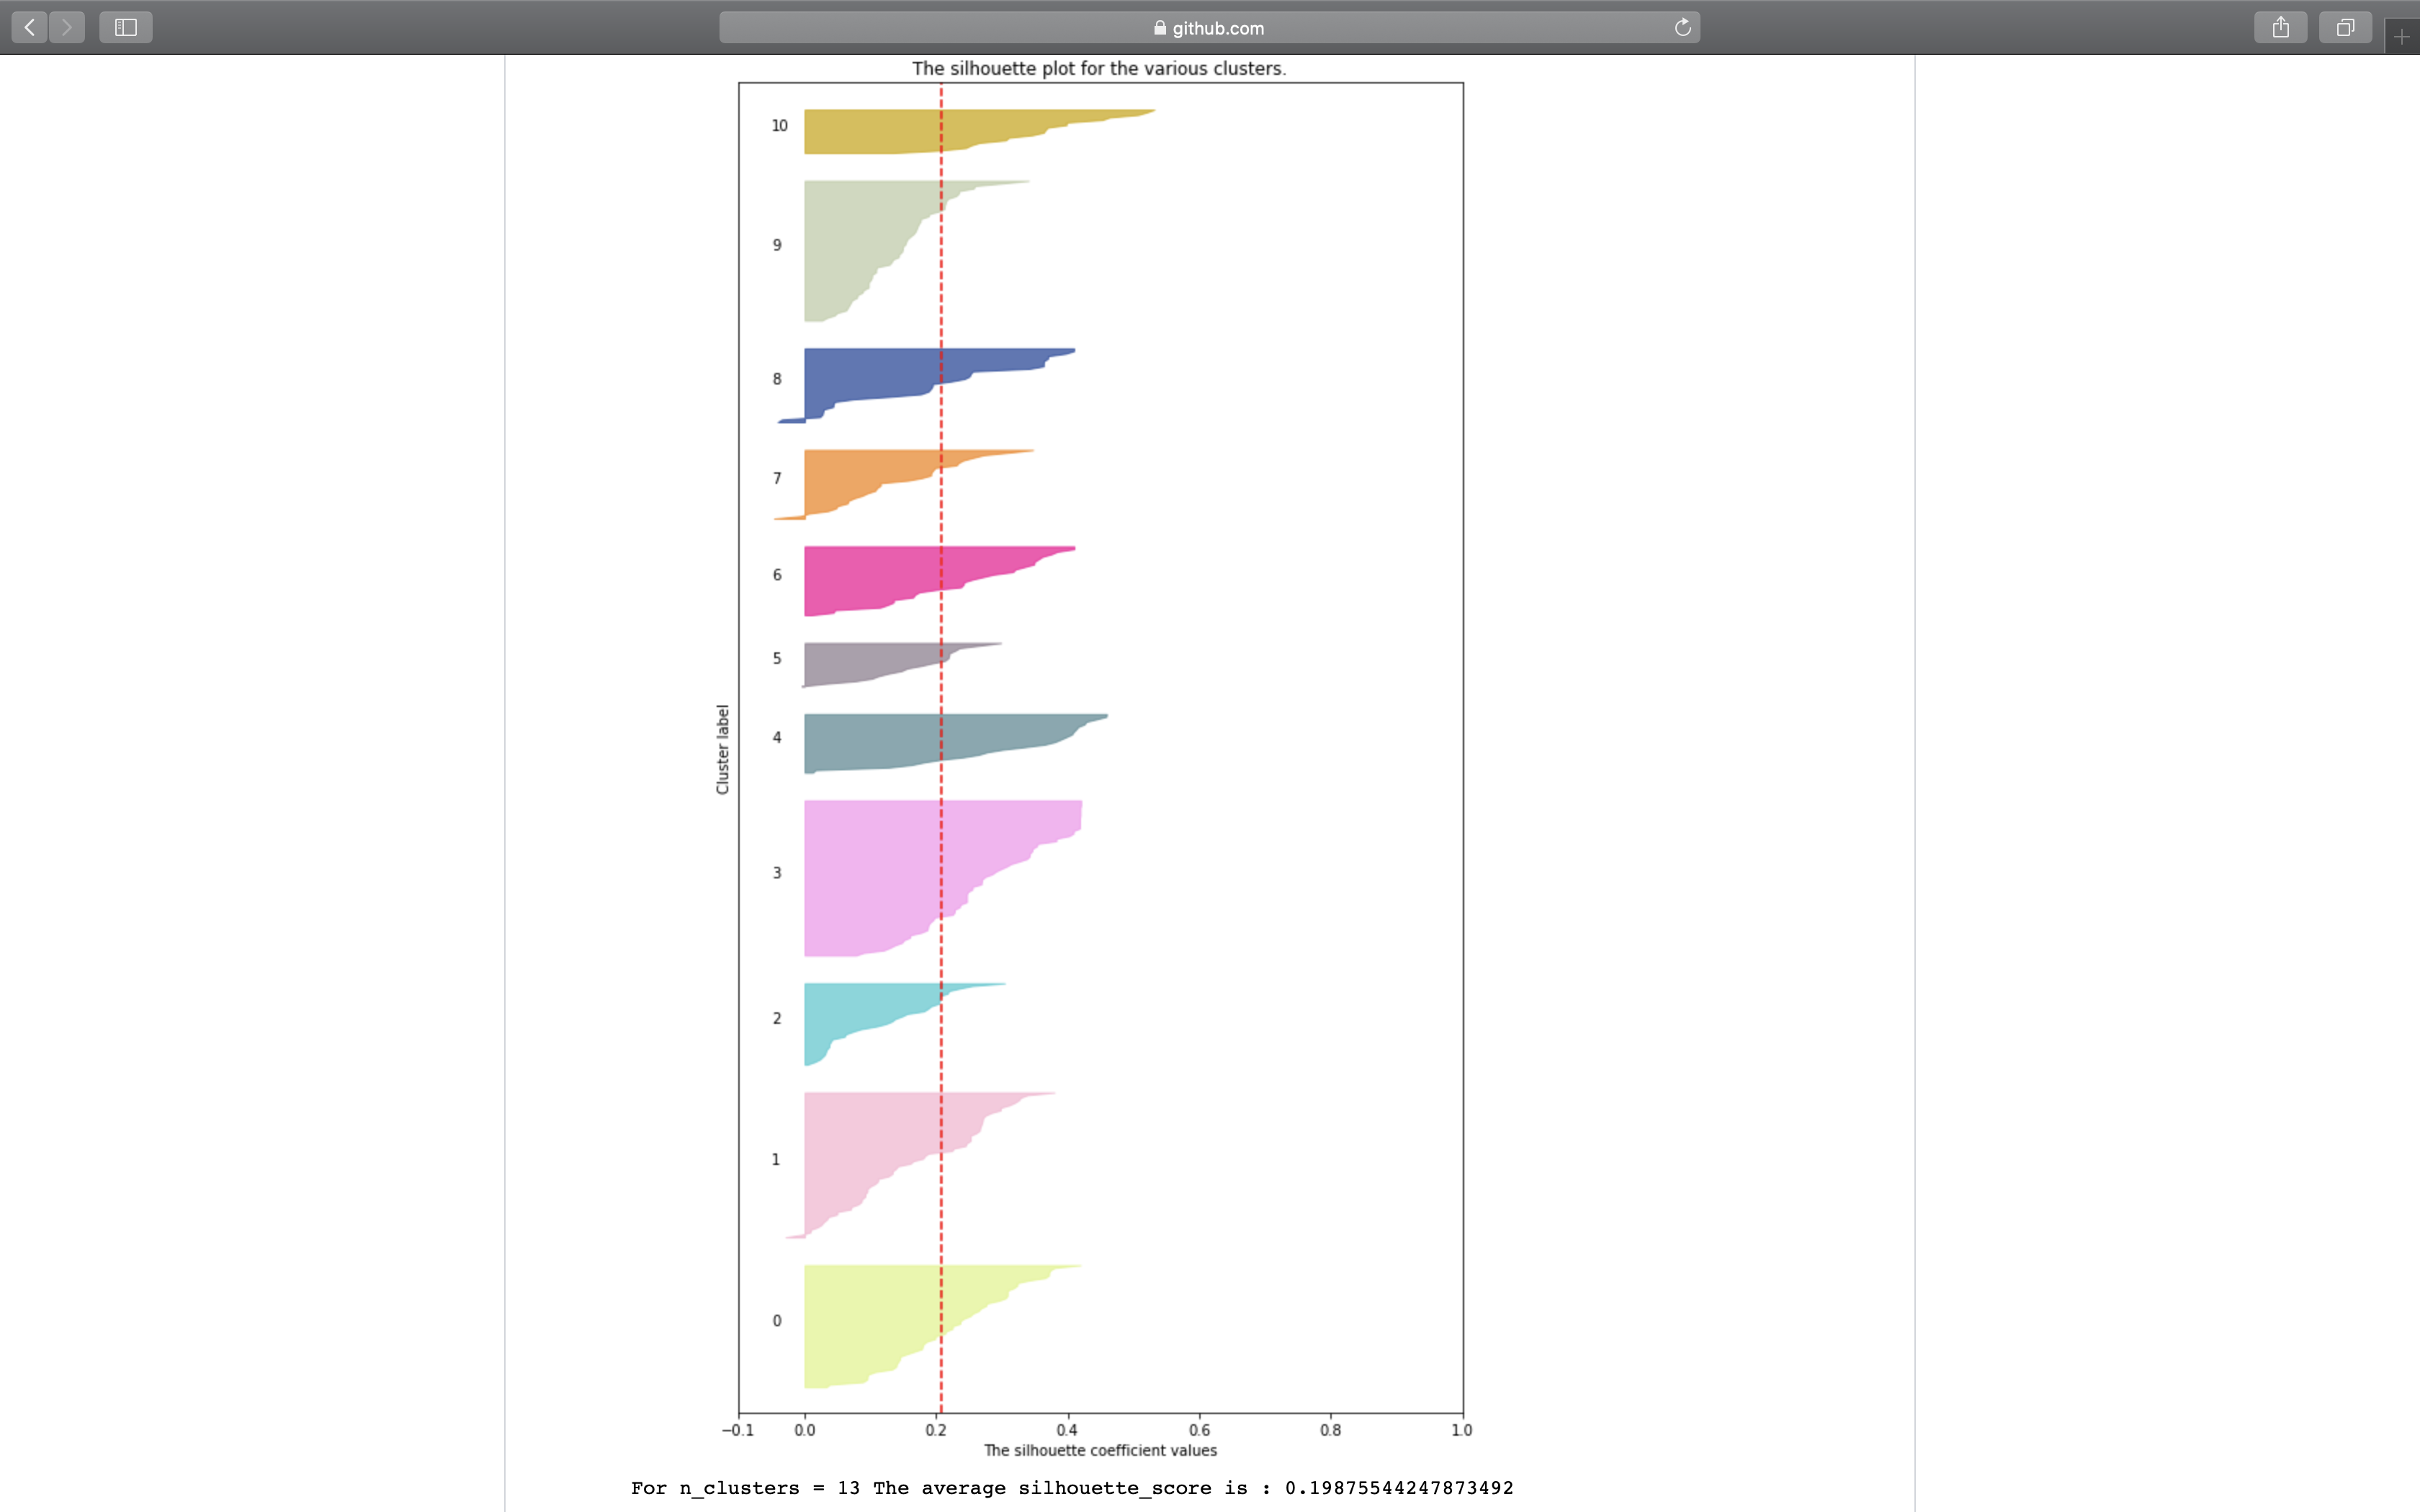 github.com
The silhouette plot for the various clusters.
10
9
8
7
6
5
4
3
2
1
0
Cluster label
−0.1 0.0 0.2 0.4 0.6 0.8 1.0
The silhouette coefficient values
For n_clusters = 13 The average silhouette_score is : 0.19875544247873492